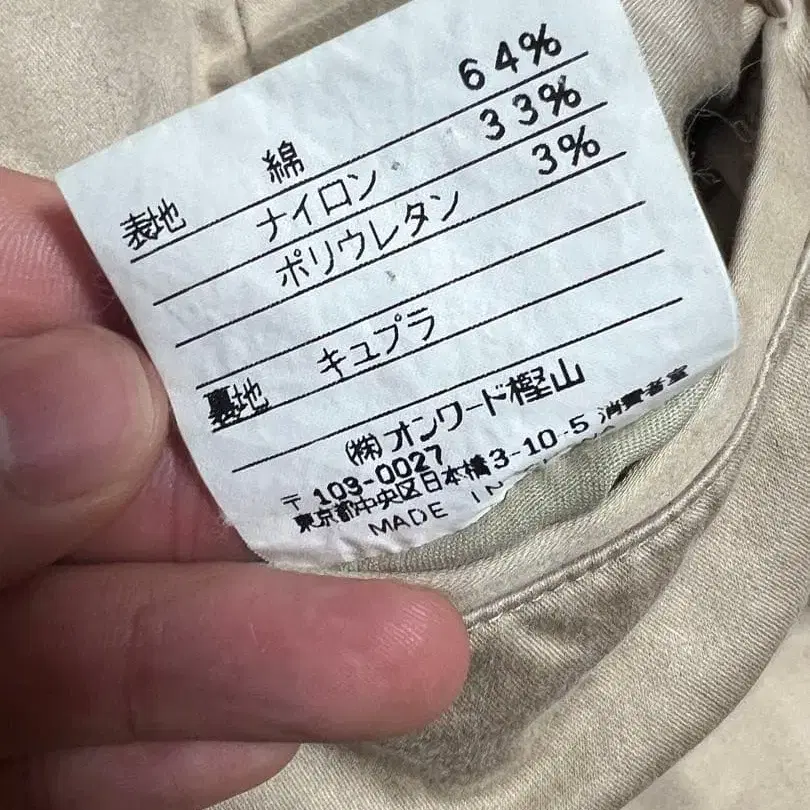 表地 綿 64%
ナイロン 33%
ポリウレタン 3%
裏地 キュプラ
㈱オンワード樫山
〒103-0027 消費者室
東京都中央区日本橋3-10-5
MADE IN